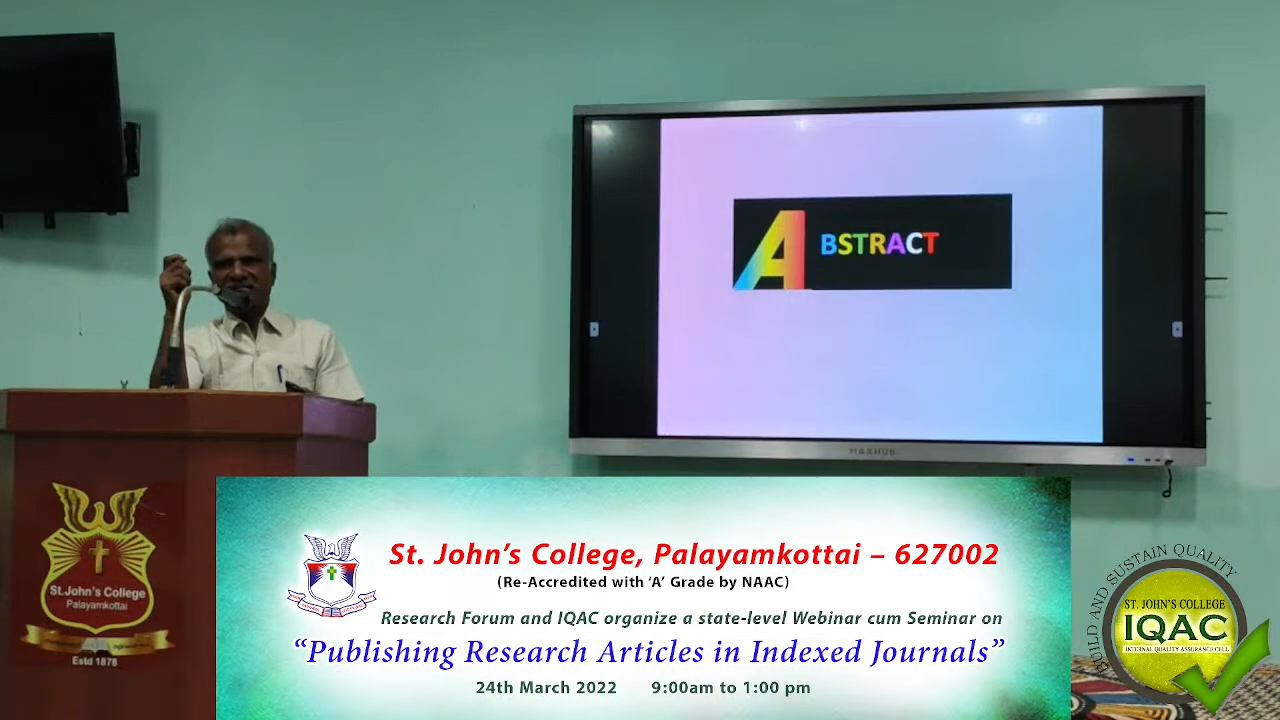 ABSTRACT
MAXHUB
St.John's College
Palayamkottai
Estd 1878
St. John's College, Palayamkottai – 627002
(Re-Accredited with 'A' Grade by NAAC)
Research Forum and IQAC organize a state-level Webinar cum Seminar on
“Publishing Research Articles in Indexed Journals”
24th March 2022 9:00am to 1:00 pm
BUILD AND SUSTAIN QUALITY
ST. JOHN'S COLLEGE
IQAC
INTERNAL QUALITY ASSURANCE CELL